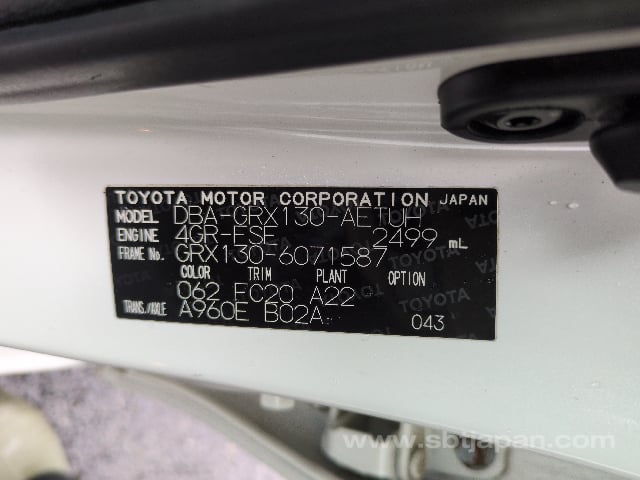 TOYOTA MOTOR CORPORATION JAPAN
MODEL DBA-GRX130-AETUH
ENGINE 4GR-FSE 2499 mL
FRAME No. GRX130-6071587
COLOR TRIM PLANT OPTION
062 FC20 A22
TRANS./AXLE A960E B02A 043
www.sbtjapan.com